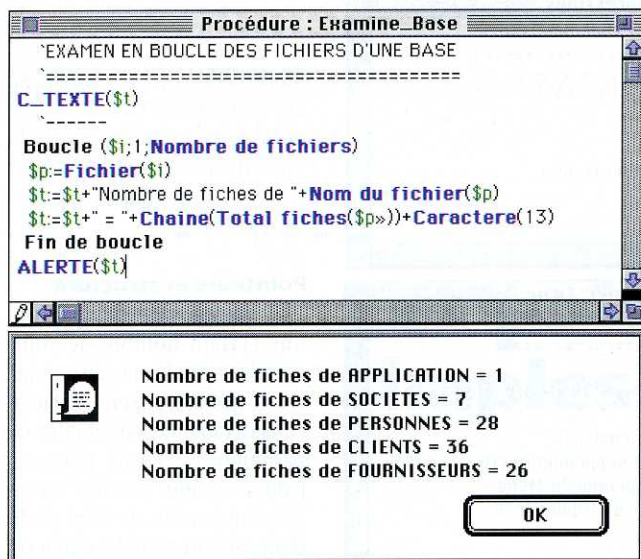 Procédure : Examine_Base
`EXAMEN EN BOUCLE DES FICHIERS D'UNE BASE
`=========================================
C_TEXTE($t)
`------
Boucle ($i;1;Nombre de fichiers)
$p:=Fichier($i)
$t:=$t+"Nombre de fiches de "+Nom du fichier($p)
$t:=$t+" = "+Chaine(Total fiches($p»))+Caractere(13)
Fin de boucle
ALERTE($t)
Nombre de fiches de APPLICATION = 1
Nombre de fiches de SOCIETES = 7
Nombre de fiches de PERSONNES = 28
Nombre de fiches de CLIENTS = 36
Nombre de fiches de FOURNISSEURS = 26
OK